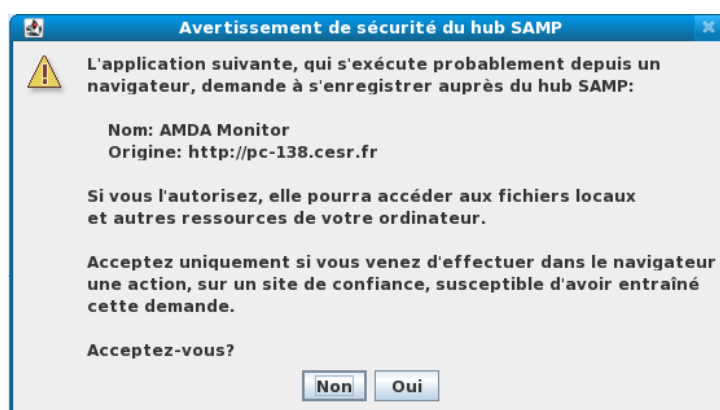 Avertissement de sécurité du hub SAMP
L'application suivante, qui s'exécute probablement depuis un
navigateur, demande à s'enregistrer auprès du hub SAMP:
Nom: AMDA Monitor
Origine: http://pc-138.cesr.fr
Si vous l'autorisez, elle pourra accéder aux fichiers locaux
et autres ressources de votre ordinateur.
Acceptez uniquement si vous venez d'effectuer dans le navigateur
une action, sur un site de confiance, susceptible d'avoir entraîné
cette demande.
Acceptez-vous?
Non Oui